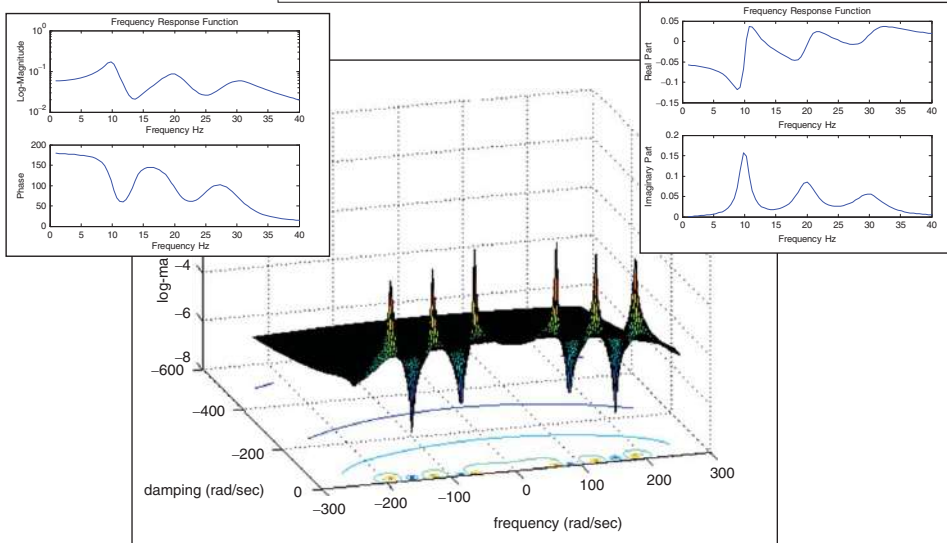 Frequency Response Function
10^0
10^-1
10^-2
Log-Magnitude
0 5 10 15 20 25 30 35 40
Frequency Hz
200
150
100
50
0
Phase
0 5 10 15 20 25 30 35 40
Frequency Hz
Frequency Response Function
0.05
0
−0.05
−0.1
−0.15
Real Part
0 5 10 15 20 25 30 35 40
Frequency Hz
0.2
0.15
0.1
0.05
0
Imaginary Part
0 5 10 15 20 25 30 35 40
Frequency Hz
−4
−6
−8
−600
−400
−200
0
damping (rad/sec)
−300 −200 −100 0 100 200 300
frequency (rad/sec)